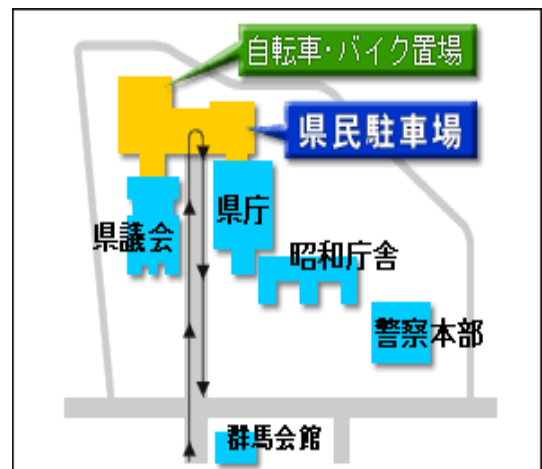 自転車・バイク置場
県民駐車場
県庁
県議会
昭和庁舎
警察本部
群馬会館